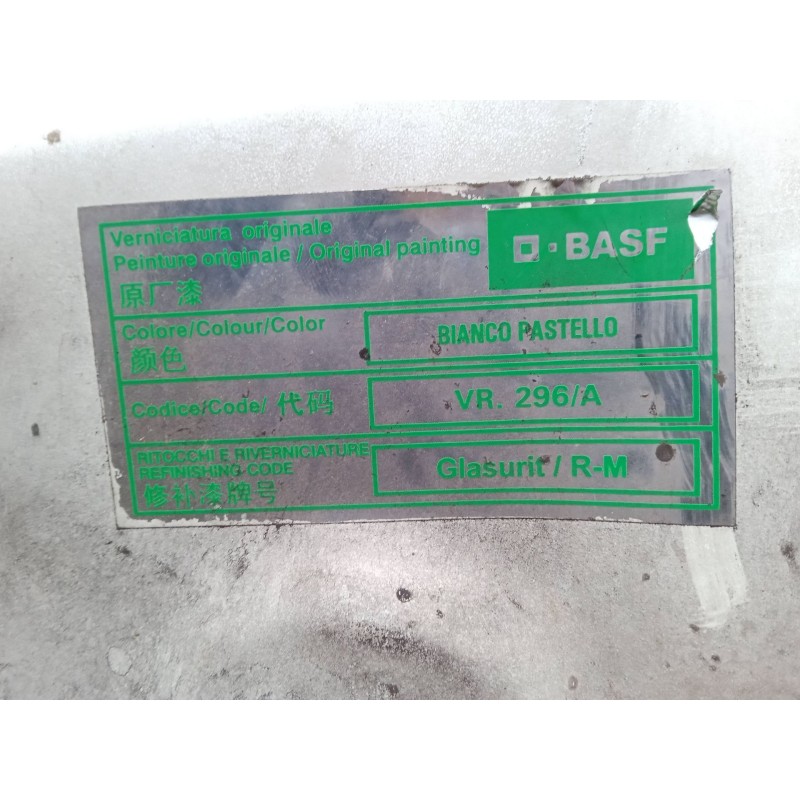 Verniciatura originale
Peinture originale / Original painting
原厂漆
BASF
Colore/Colour/Color
颜色
BIANCO PASTELLO
Codice/Code/ 代码
VR. 296/A
RITOCCHI E RIVERNICIATURE
REFINISHING CODE
修补漆牌号
Glasurit / R-M